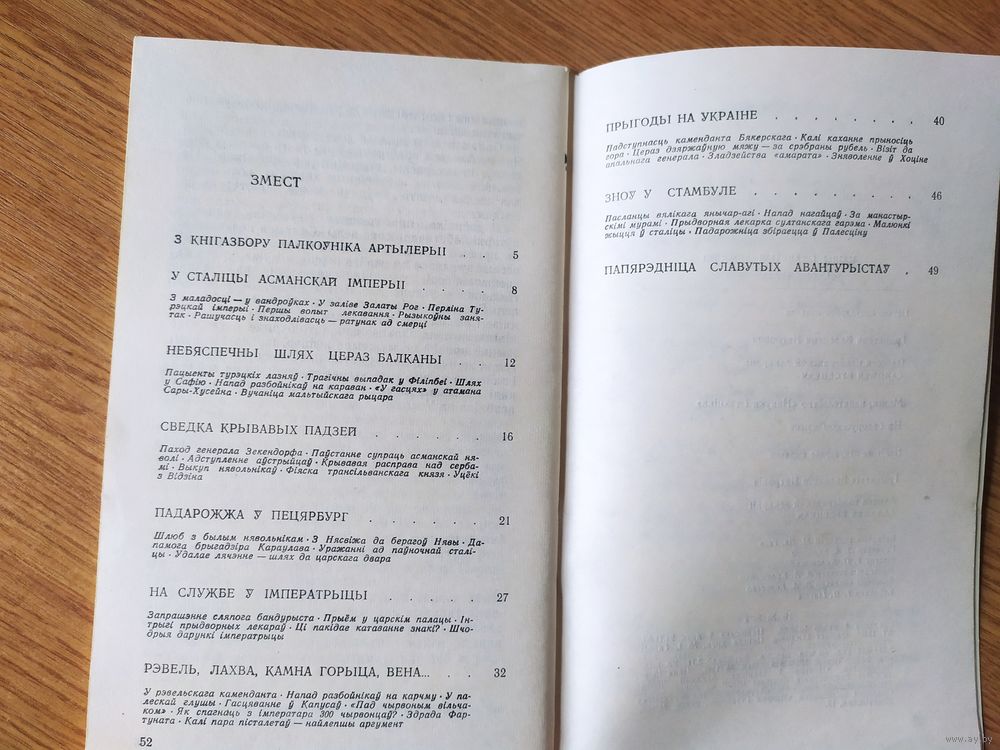 ЗМЕСТ
З КНІГАЗБОРУ ПАЛКОЎНІКА АРТЫЛЕРЫІ . . 5
У СТАЛІЦЫ АСМАНСКАЙ ІМПЕРЫІ . . . . 8
З маладосці — у вандроўках · У заліве Залаты Рог · Перліна Ту-
рэцкай імперыі · Першы вопыт лекавання · Рызыкоўны заня-
так · Рашучасць і знаходлівасць — ратунак ад смерці
НЕБЯСПЕЧНЫ ШЛЯХ ЦЕРАЗ БАЛКАНЫ . . . 12
Пацыенты турэцкіх лазняў · Трагічны выпадак у Філіпбеі · Шлях
у Сафію · Напад разбойнікаў на караван · «У гасцях» у атамана
Сары-Хусейна · Вучаніца мальтыйскага рыцара
СВЕДКА КРЫВАВЫХ ПАДЗЕЙ . . . . . . 16
Паход генерала Зекендорфа · Паўстанне супраць асманскай ня-
волі · Адступленне аўстрыйцаў · Крывавая расправа над серба-
мі · Выкуп нявольнікаў · Фіяска трансільванскага князя · Уцёкі
з Відзіна
ПАДАРОЖЖА Ў ПЕЦЯРБУРГ . . . . . . 21
Шлюб з былым нявольнікам · З Нясвіжа да берагоў Нявы · Да-
памога брыгадзіра Караулава · Уражанні ад паўночнай сталі-
цы · Удалае лячэнне — шлях да царскага двара
НА СЛУЖБЕ Ў ІМПЕРАТРЫЦЫ . . . . . 27
Запрашэнне сляпога бандурыста · Прыём у царскім палацы · Ін-
трыгі прыдворных лекараў · Ці пакідае катаванне знакі? · Шчо-
дрыя дарункі імператрыцы
РЭВЕЛЬ, ЛАХВА, КАМНА ГОРЫЦА, ВЕНА... . . 32
У рэвельскага каменданта · Напад разбойнікаў на карчму · У па-
лескай глушы · Гасцяванне ў Капусаў · «Пад чырвоным вільча-
ком» · Як спагнаць з імператара 300 чырвонцаў? · Здрада Фар-
туната · Калі пара пісталетаў — найлепшы аргумент
52
ПРЫГОДЫ НА УКРАІНЕ . . . . . . . . 40
Падступнасць каменданта Бякерскага · Калі каханне прыносіць
гора · Цераз дзяржаўную мяжу — за срэбраны рубель · Візіт да
апальнага генерала · Зладзейства «амарата» · Зняволенне ў Хоціне
ЗНОЎ У СТАМБУЛЕ . . . . . . . . . 46
Пасланцы вялікага янычар-агі · Напад нагайцаў · За манастыр-
скімі мурамі · Прыдворная лекарка султанскага гарэма · Малюнкі
жыцця ў сталіцы · Падарожніца збіраецца ў Палесціну
ПАПЯРЭДНІЦА СЛАВУТЫХ АВАНТУРЫСТАЎ . 49
www.ay.by